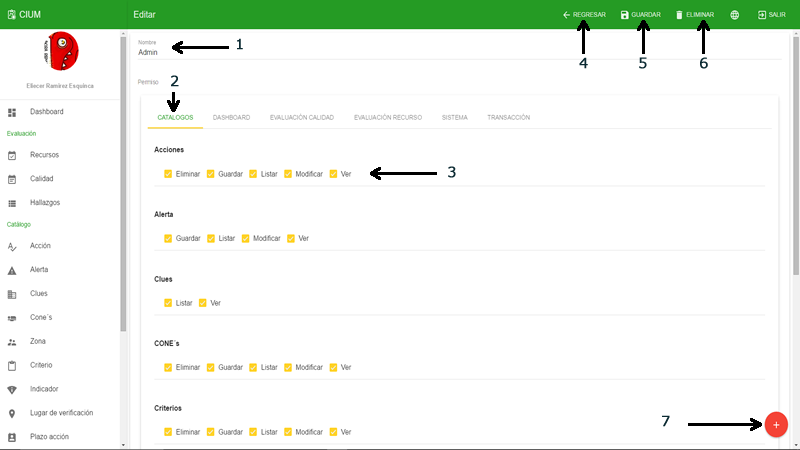 CIUM
Editar
REGRESAR
GUARDAR
ELIMINAR
SALIR
Nombre
Admin
1
4
5
6
Eliecer Ramirez Esquinca
Permiso
2
Dashboard
CATALOGOS DASHBOARD EVALUACIÓN CALIDAD EVALUACIÓN RECURSO SISTEMA TRANSACCIÓN
Evaluación
Recursos
Calidad
Hallazgos
Catálogo
Acción
Alerta
Clues
Cone´s
Zona
Criterio
Indicador
Lugar de verificación
Plazo acción
Acciones
Eliminar Guardar Listar Modificar Ver
3
Alerta
Guardar Listar Modificar Ver
Clues
Listar Ver
CONE´s
Eliminar Guardar Listar Modificar Ver
Criterios
Eliminar Guardar Listar Modificar Ver
7
+